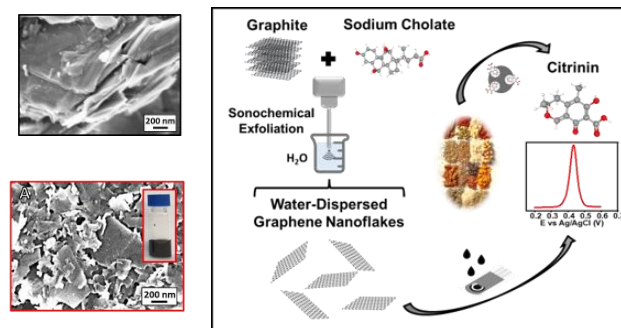 200 nm
A
200 nm
Graphite
Sodium Cholate
Sonochemical
Exfoliation
H2O
Water-Dispersed
Graphene Nanoflakes
Citrinin
0.2 0.3 0.4 0.5 0.6 0.7
E vs Ag/AgCl (V)